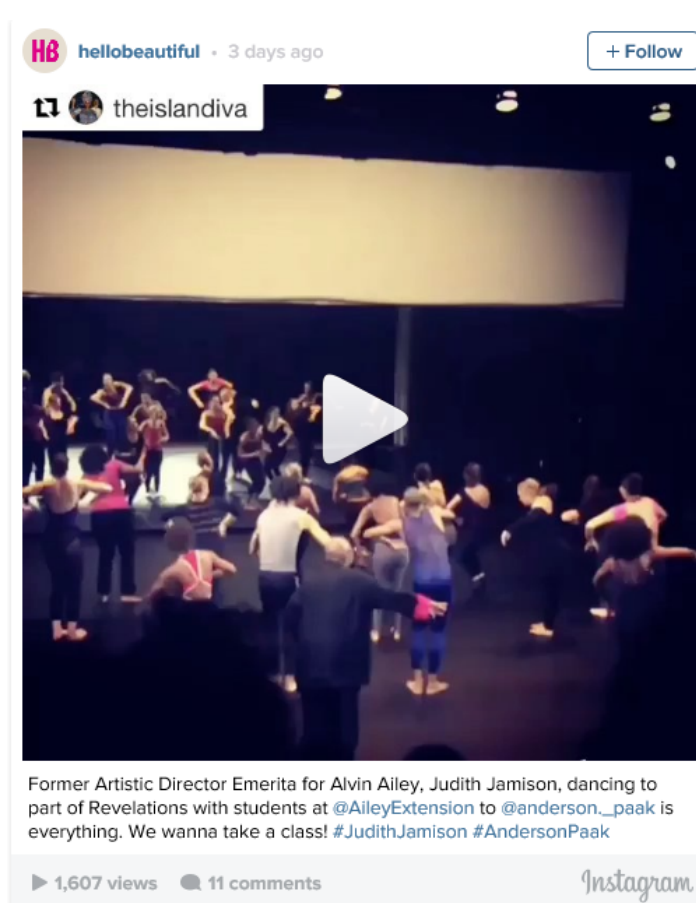 HB hellobeautiful • 3 days ago + Follow
theislandiva
Former Artistic Director Emerita for Alvin Ailey, Judith Jamison, dancing to
part of Revelations with students at @AileyExtension to @anderson._paak is
everything. We wanna take a class! #JudithJamison #AndersonPaak
1,607 views 11 comments Instagram